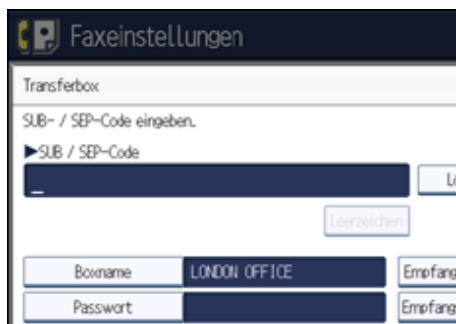 Faxeinstellungen
Transferbox
SUB- / SEP-Code eingeben.
▶SUB / SEP-Code
Leerzeichen
Boxname LONDON OFFICE Empfang
Passwort Empfang